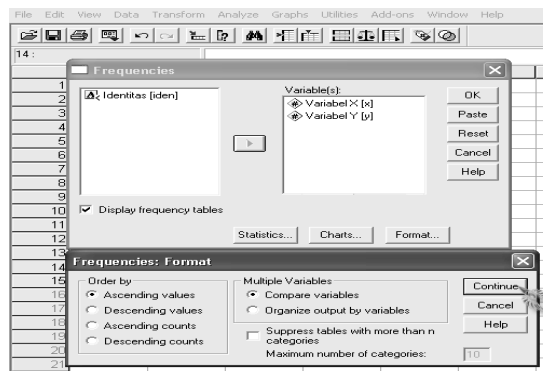 File Edit View Data Transform Analyze Graphs Utilities Add-ons Window Help
14 :
Frequencies
1
2
3
4
5
6
7
8
9
10
11
12
13
14
15
16
17
18
19
20
21
Identitas [iden]
Variable(s):
Variabel X [x]
Variabel Y [y]
OK
Paste
Reset
Cancel
Help
Display frequency tables
Statistics... Charts... Format...
Frequencies: Format
Order by
Ascending values
Descending values
Ascending counts
Descending counts
Multiple Variables
Compare variables
Organize output by variables
Suppress tables with more than n
categories
Maximum number of categories: 10
Continue
Cancel
Help